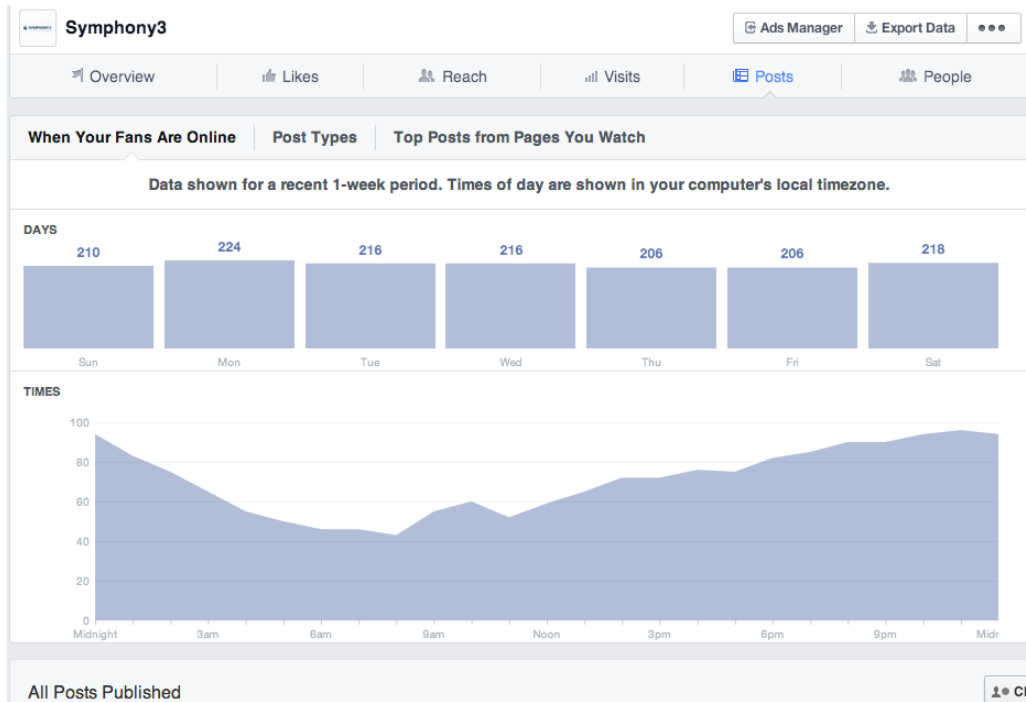 Symphony3
Ads Manager Export Data
Overview Likes Reach Visits Posts People
When Your Fans Are Online Post Types Top Posts from Pages You Watch
Data shown for a recent 1-week period. Times of day are shown in your computer's local timezone.
DAYS
210 224 216 216 206 206 218
Sun Mon Tue Wed Thu Fri Sat
TIMES
100
80
60
40
20
0
Midnight 3am 6am 9am Noon 3pm 6pm 9pm Midr
All Posts Published
Cl